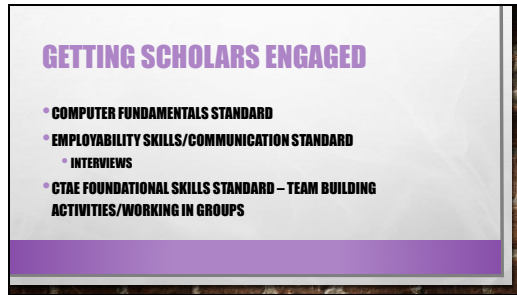 GETTING SCHOLARS ENGAGED
• COMPUTER FUNDAMENTALS STANDARD
• EMPLOYABILITY SKILLS/COMMUNICATION STANDARD
• INTERVIEWS
• CTAE FOUNDATIONAL SKILLS STANDARD – TEAM BUILDING
ACTIVITIES/WORKING IN GROUPS